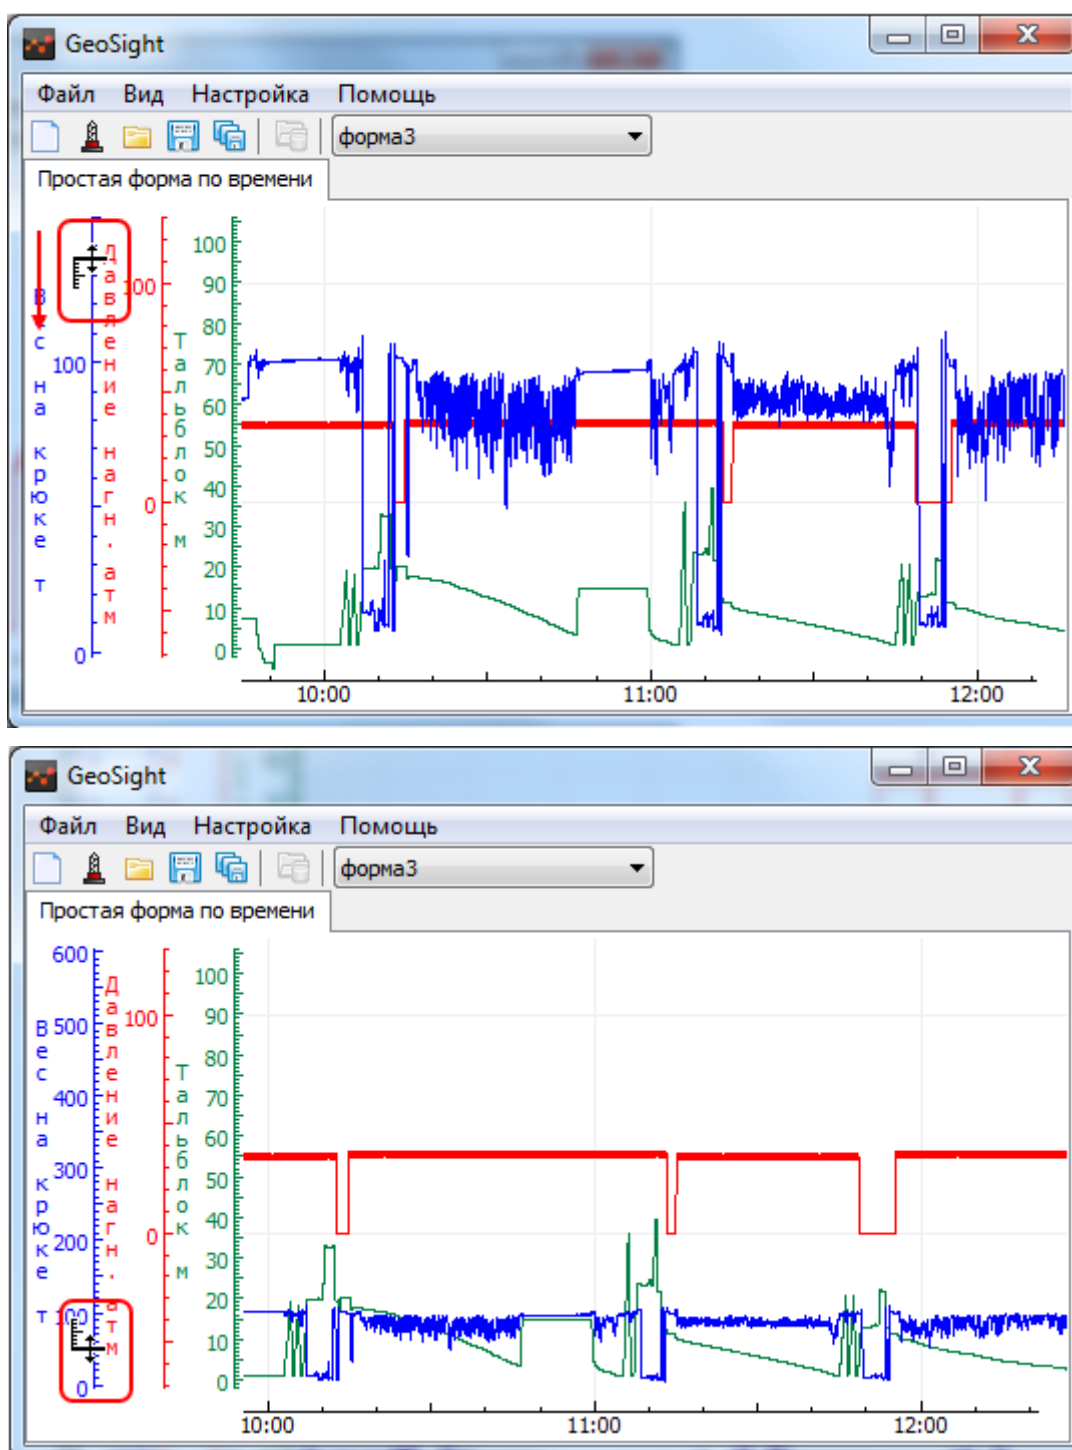 GeoSight
Файл Вид Настройка Помощь
форма3
Простая форма по времени
Вес на крюке т
100
0
Давление нагн. атм
100
0
Тальблок м
100
90
80
70
60
50
40
30
20
10
0
10:00 11:00 12:00
GeoSight
Файл Вид Настройка Помощь
форма3
Простая форма по времени
Вес на крюке т
600
500
400
300
200
100
0
Давление нагн. атм
100
0
Тальблок м
100
90
80
70
60
50
40
30
20
10
0
10:00 11:00 12:00